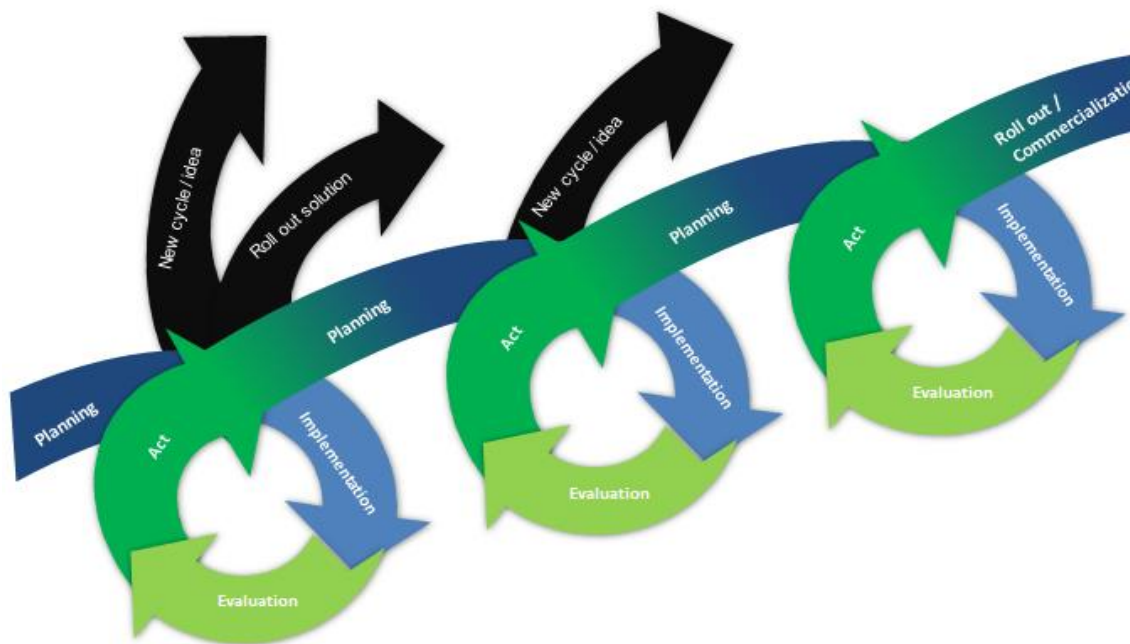 New cycle/idea
Roll out solution
New cycle/idea
Roll out /
Commercialization
Planning
Act
Implementation
Evaluation
Planning
Act
Implementation
Evaluation
Planning
Act
Implementation
Evaluation